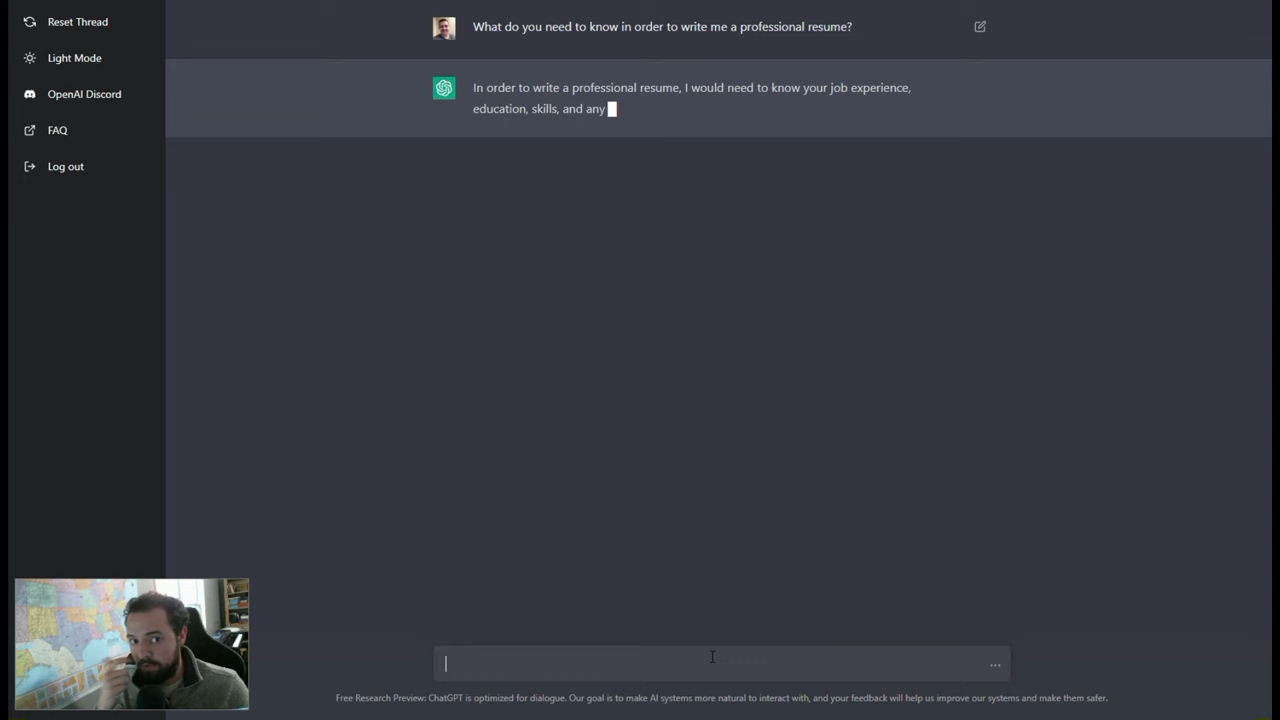 Reset Thread
Light Mode
OpenAI Discord
FAQ
Log out
What do you need to know in order to write me a professional resume?
In order to write a professional resume, I would need to know your job experience,
education, skills, and any
Free Research Preview: ChatGPT is optimized for dialogue. Our goal is to make AI systems more natural to interact with, and your feedback will help us improve our systems and make them safer.